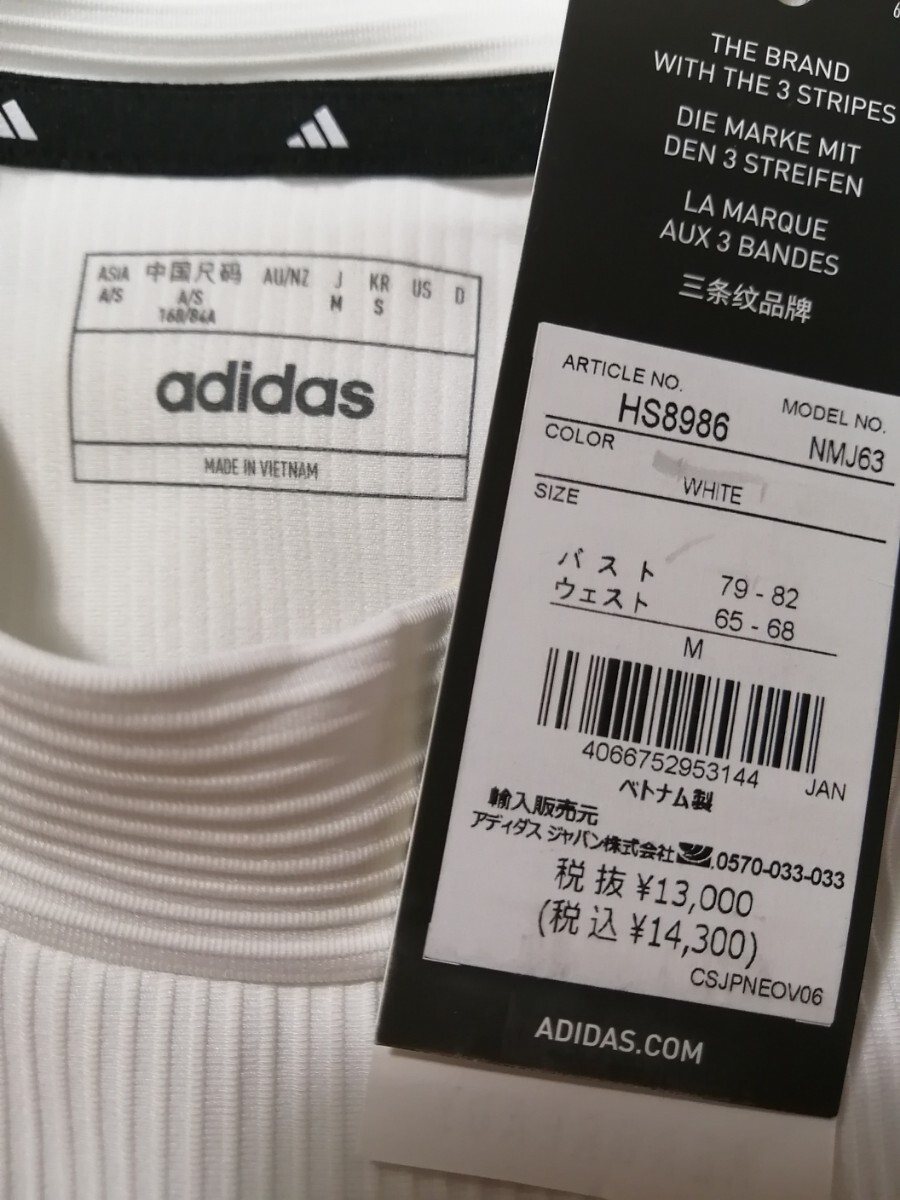 ASIA 中国尺码 AU/NZ J KR US D
A/S A/S M S
168/84A
adidas
MADE IN VIETNAM
THE BRAND
WITH THE 3 STRIPES
DIE MARKE MIT
DEN 3 STREIFEN
LA MARQUE
AUX 3 BANDES
三条纹品牌
ARTICLE NO. MODEL NO.
HS8986 NMJ63
COLOR
WHITE
SIZE
バスト 79 - 82
ウェスト 65 - 68
M
4066752953144 JAN
ベトナム製
輸入販売元
アディダス ジャパン株式会社 .0570-033-033
税抜 ¥13,000
(税込 ¥14,300)
CSJPNEOV06
ADIDAS.COM